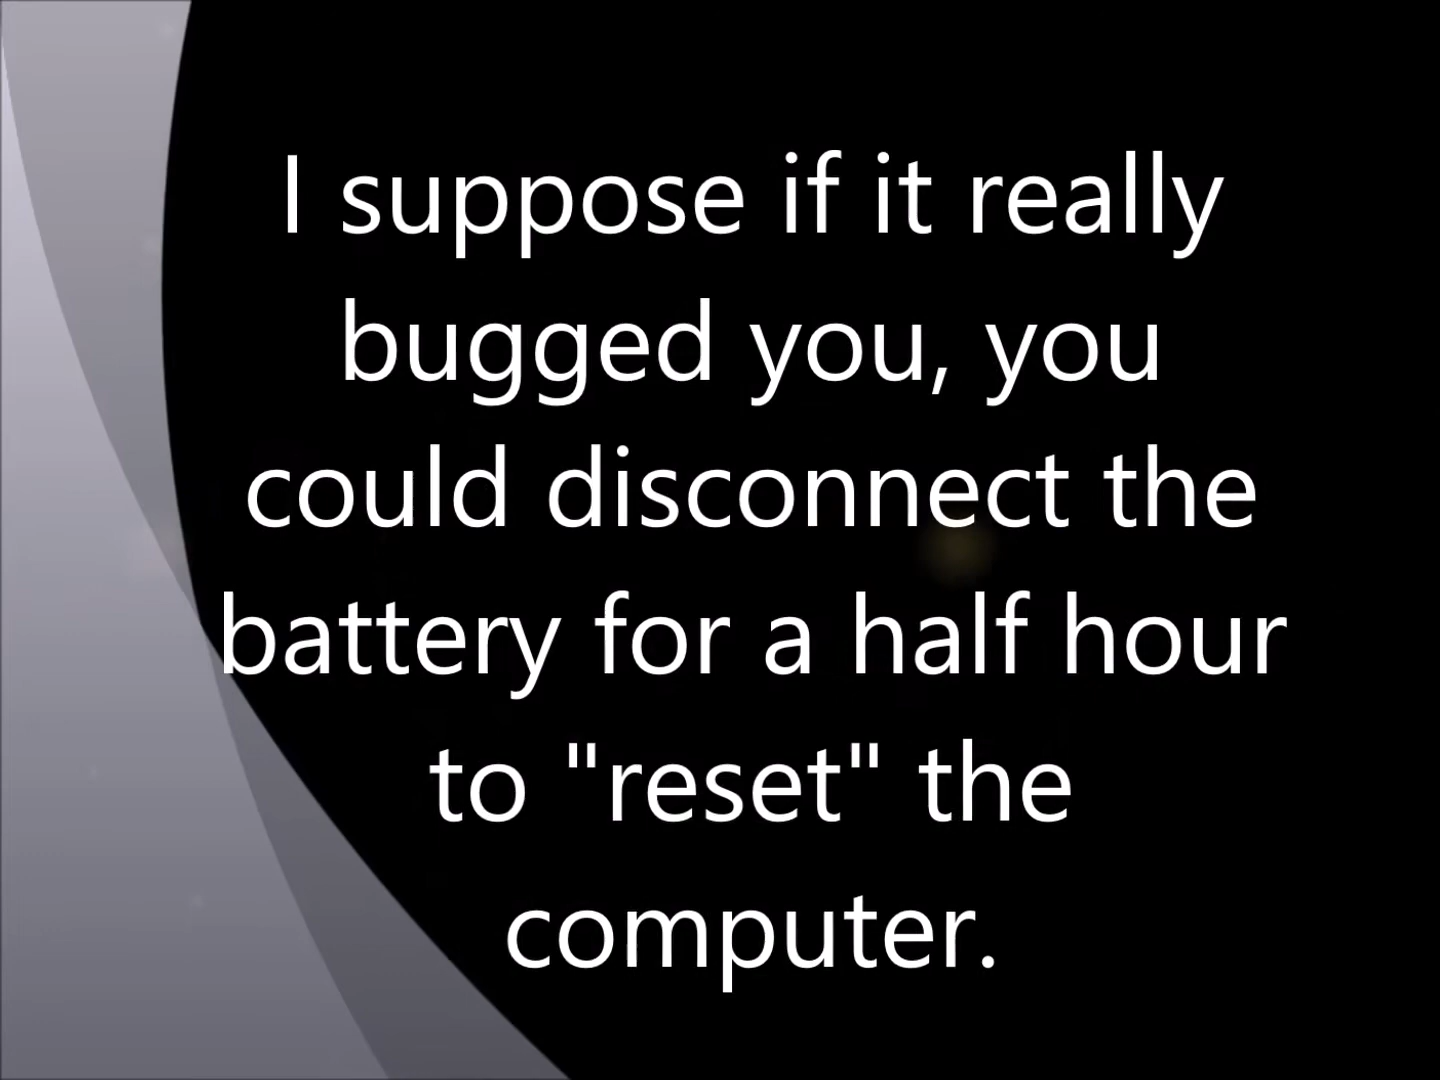 I suppose if it really
bugged you, you
could disconnect the
battery for a half hour
to "reset" the
computer.